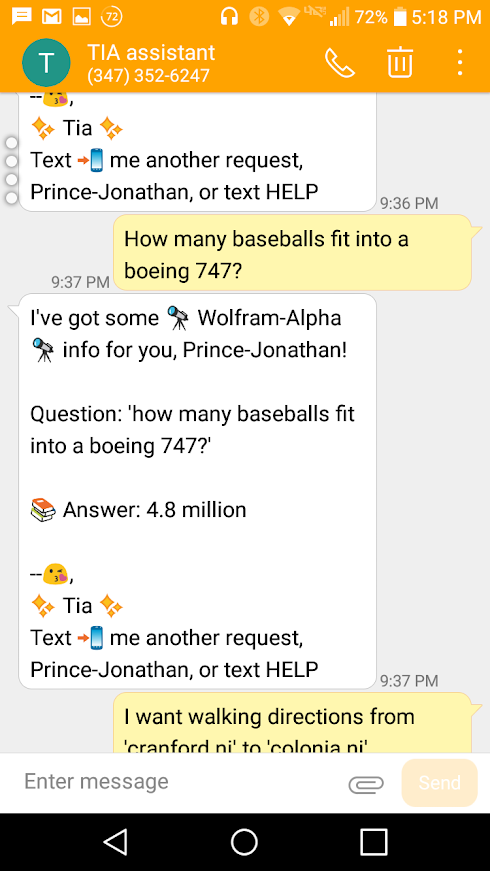 72
72%
5:18 PM
T
TIA assistant
(347) 352-6247
--😘,
✨ Tia ✨
Text ➡📱 me another request,
Prince-Jonathan, or text HELP
9:36 PM
How many baseballs fit into a
boeing 747?
9:37 PM
I've got some 🔭 Wolfram-Alpha
🔭 info for you, Prince-Jonathan!
Question: 'how many baseballs fit
into a boeing 747?'
📚 Answer: 4.8 million
--😘,
✨ Tia ✨
Text ➡📱 me another request,
Prince-Jonathan, or text HELP
9:37 PM
I want walking directions from
'cranford nj' to 'colonia nj'
Enter message
Send